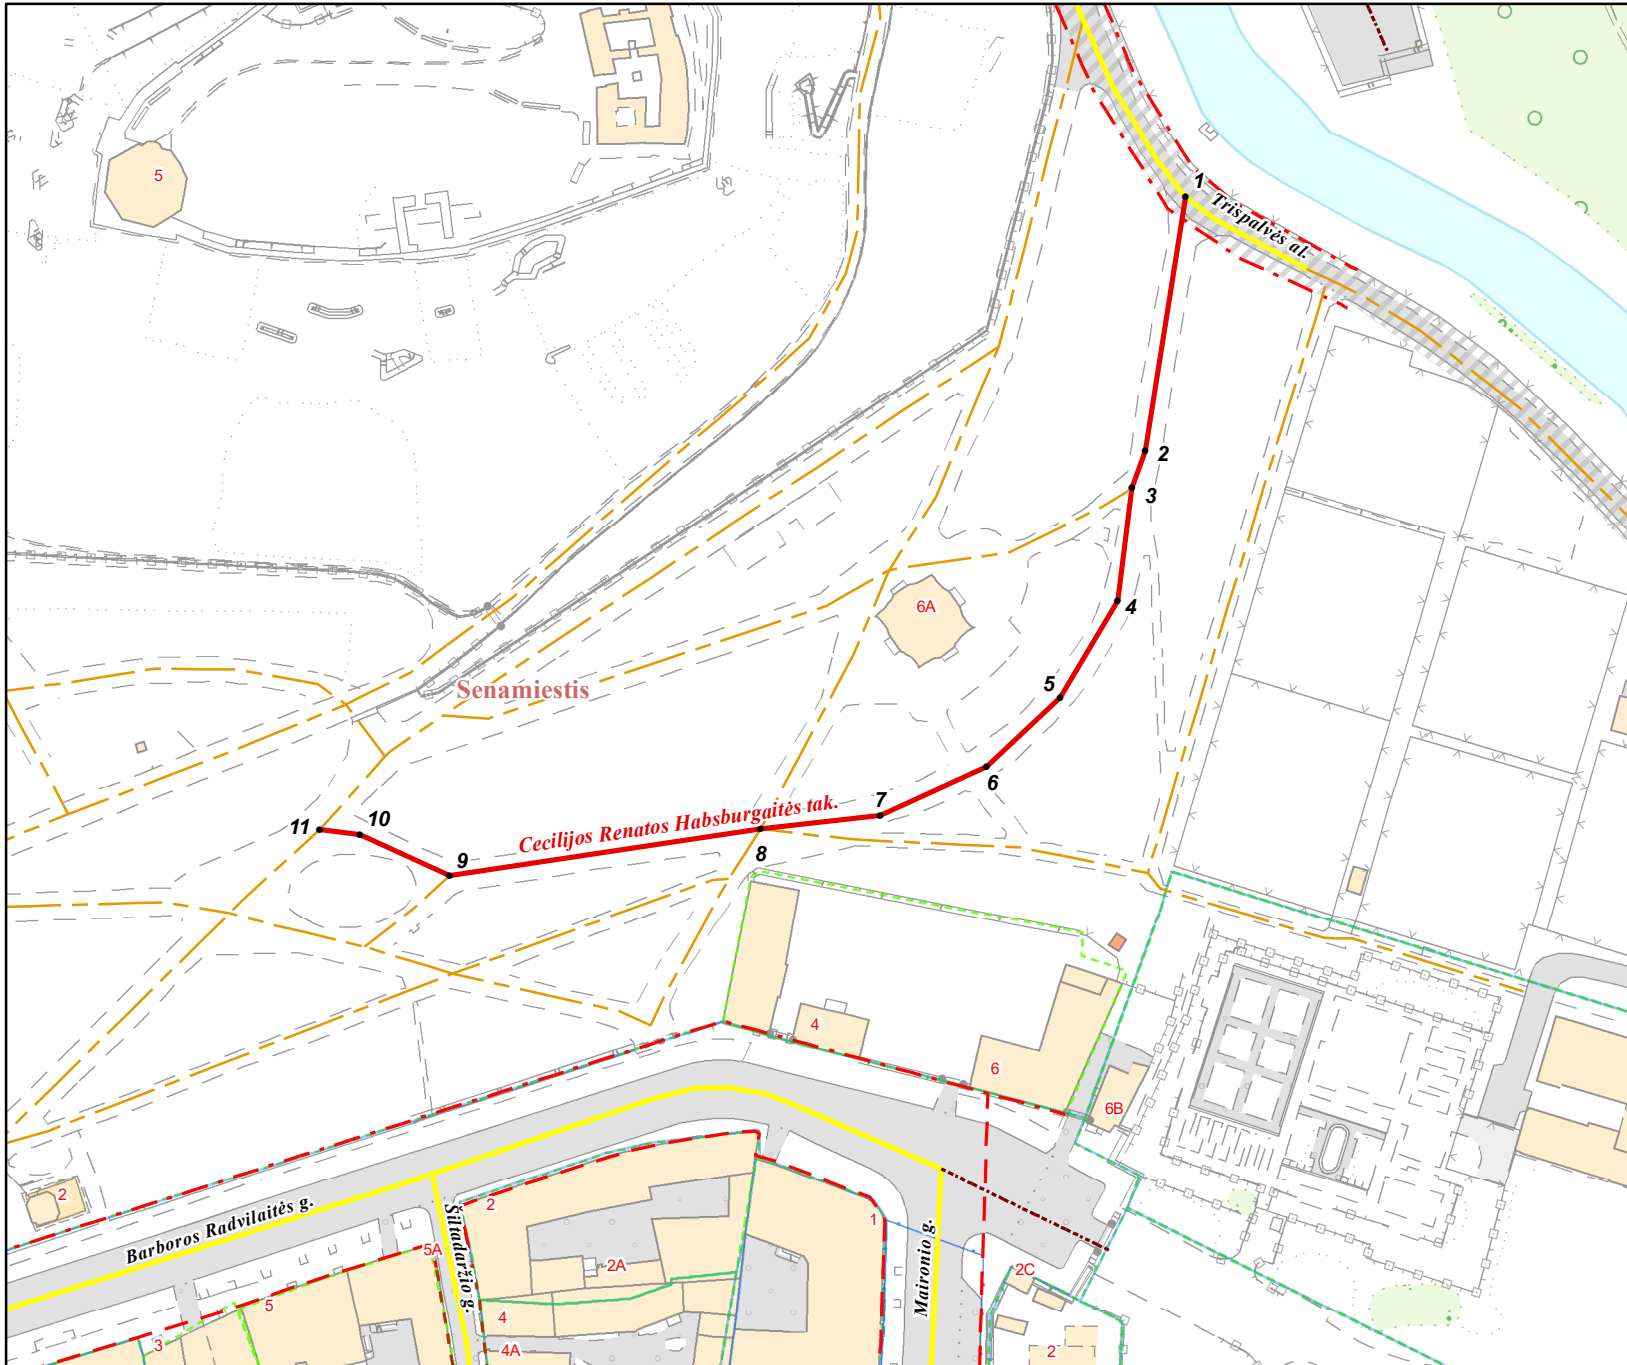 5
1
Trispalvės al.
2
3
4
6A
5
Senamiestis
6
7
Cecilijos Renatos Habsburgaitės tak.
10
11
8
9
4
6
6B
2
2
1
Barboros Radvilaitės g.
Šiltadaržio g.
5A
2A
Maironio g.
2C
5
4
3
4A
2